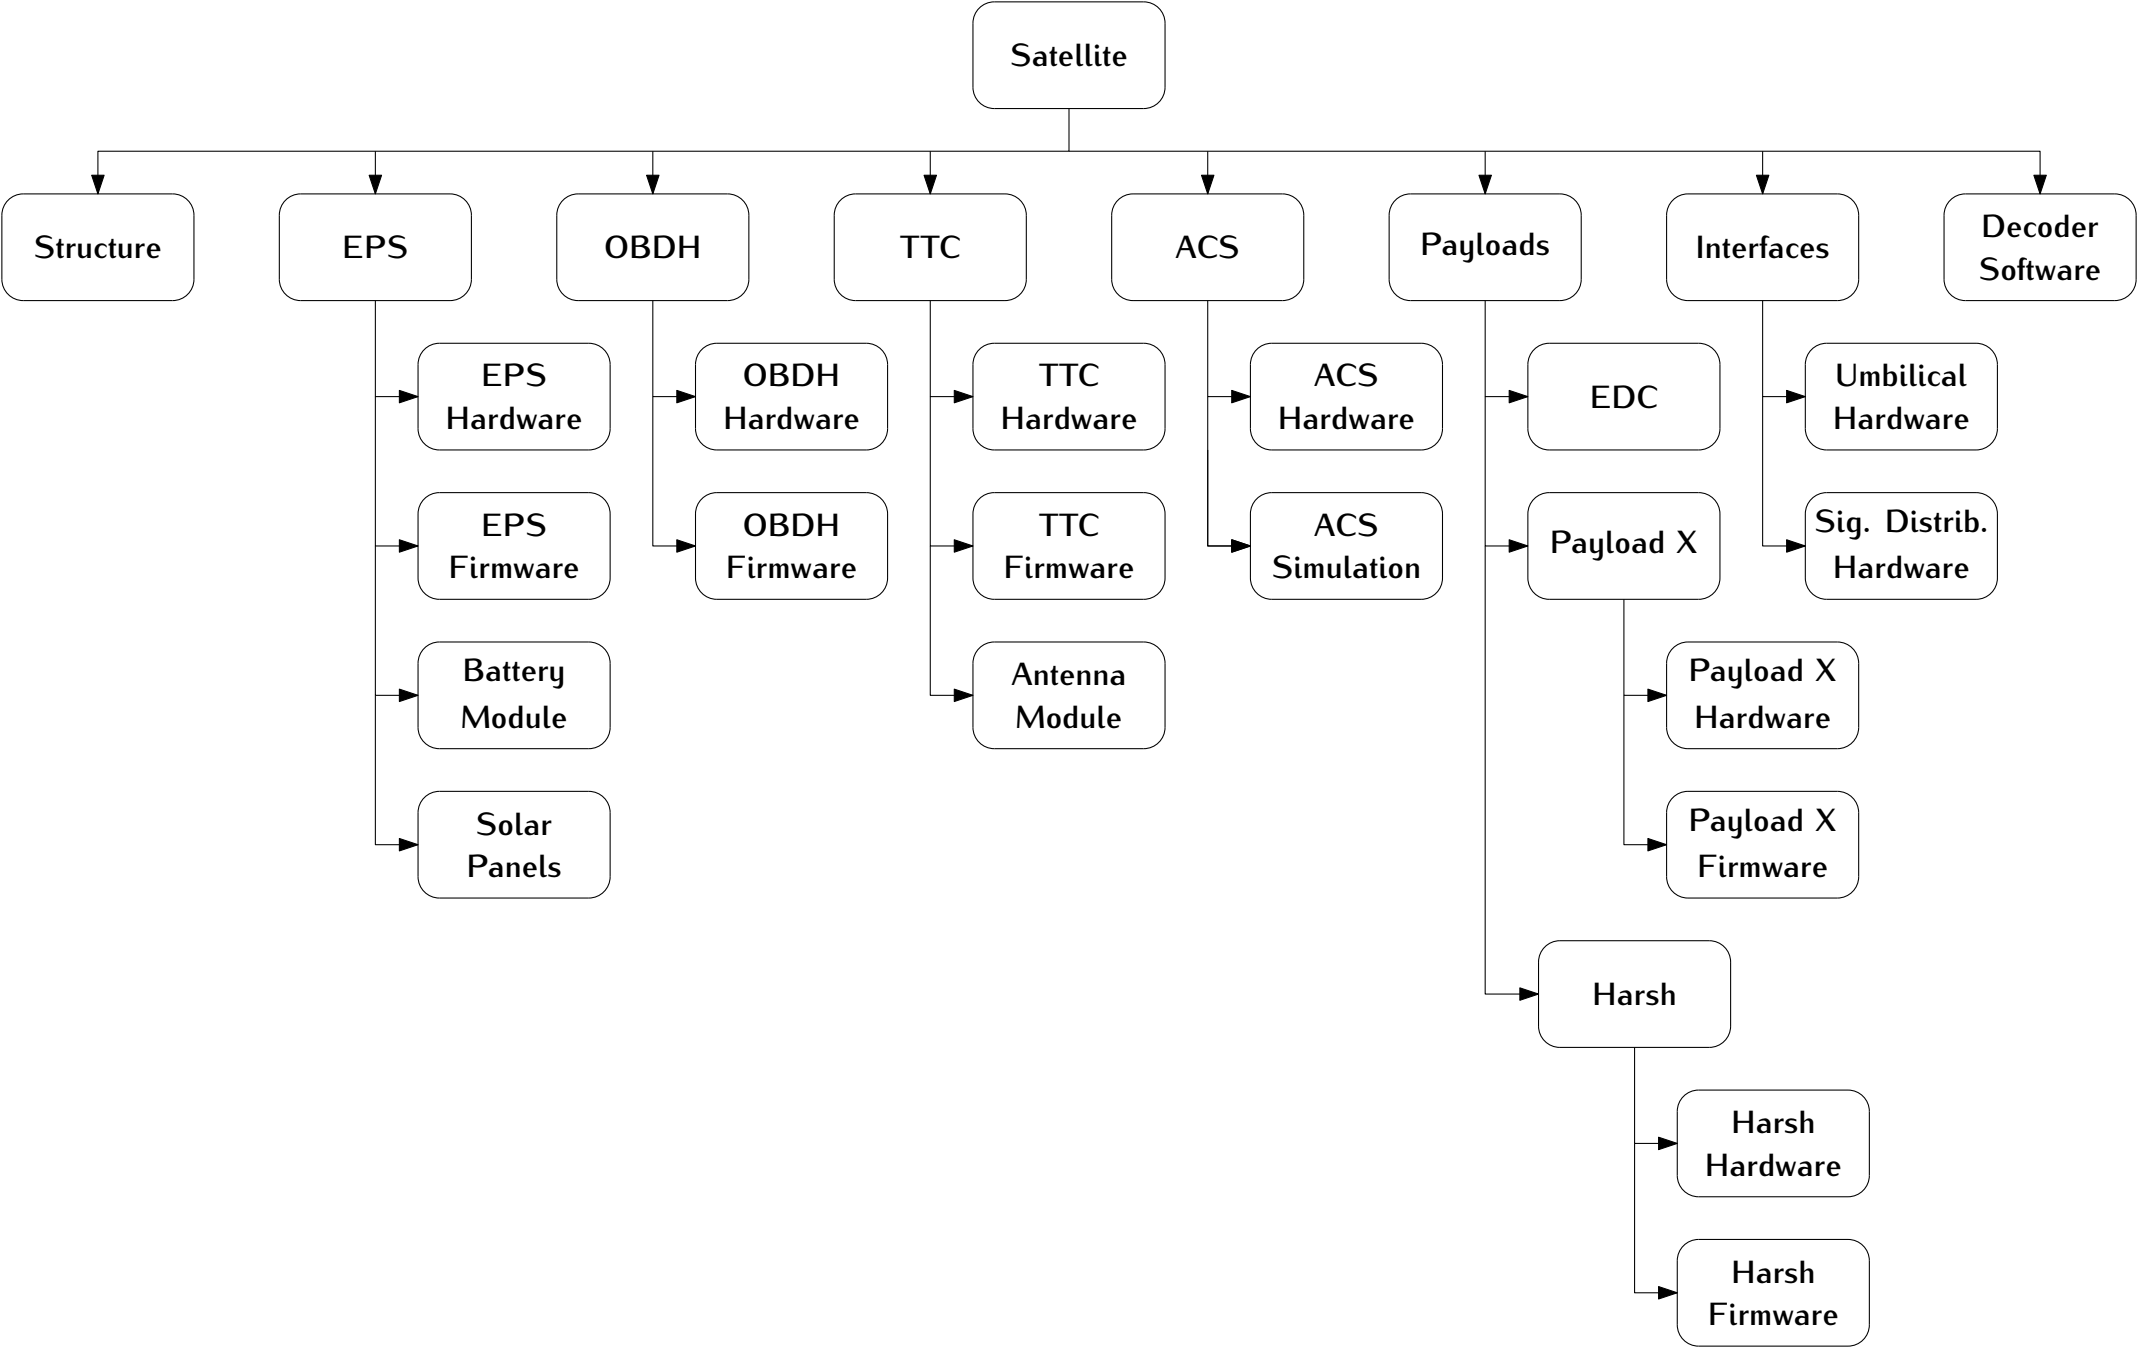 Satellite
Structure
EPS
OBDH
TTC
ACS
Payloads
Interfaces
Decoder
Software
EPS
Hardware
OBDH
Hardware
TTC
Hardware
ACS
Hardware
EDC
Umbilical
Hardware
EPS
Firmware
OBDH
Firmware
TTC
Firmware
ACS
Simulation
Payload X
Sig. Distrib.
Hardware
Battery
Module
Antenna
Module
Payload X
Hardware
Solar
Panels
Payload X
Firmware
Harsh
Harsh
Hardware
Harsh
Firmware